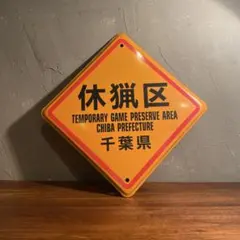 休猟区
TEMPORARY GAME PRESERVE AREA
CHIBA PREFECTURE
千葉県